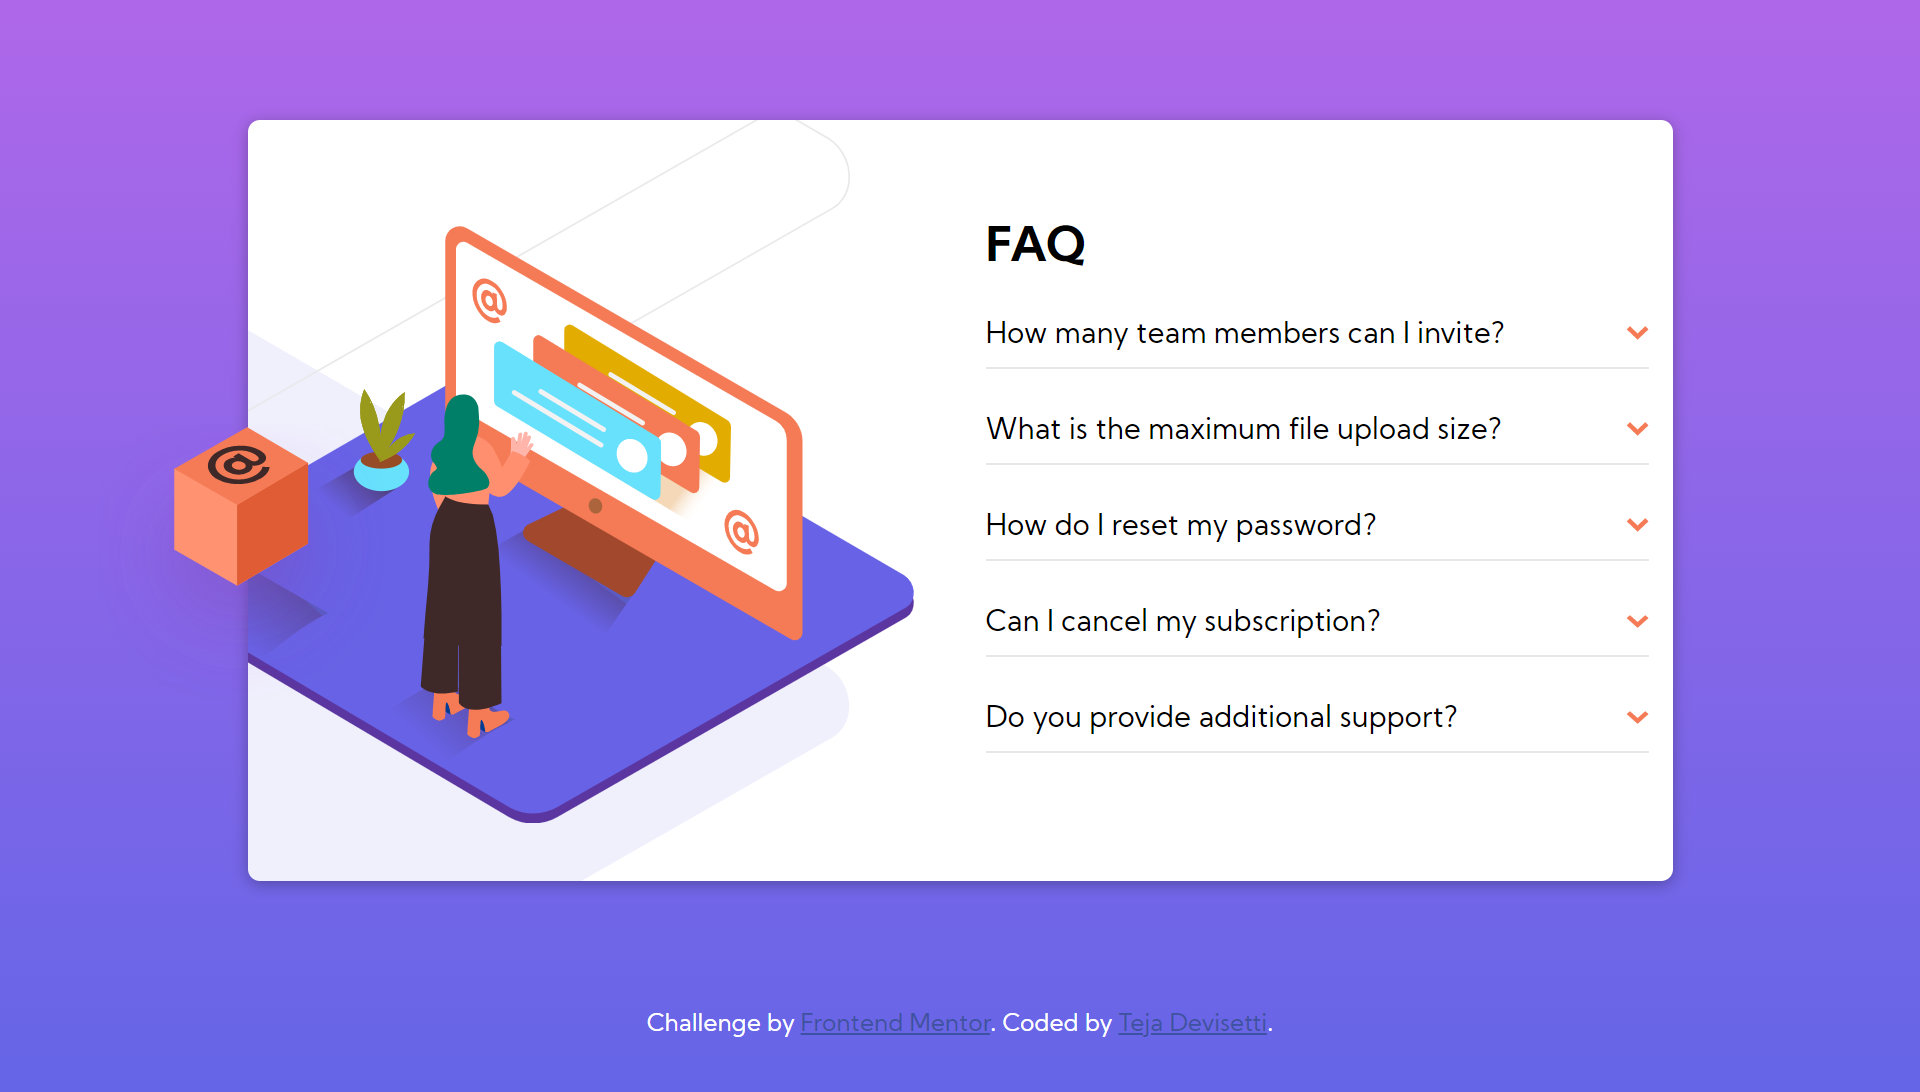 @
@
@
FAQ
How many team members can I invite?
What is the maximum file upload size?
How do I reset my password?
Can I cancel my subscription?
Do you provide additional support?
Challenge by Frontend Mentor. Coded by Teja Devisetti.